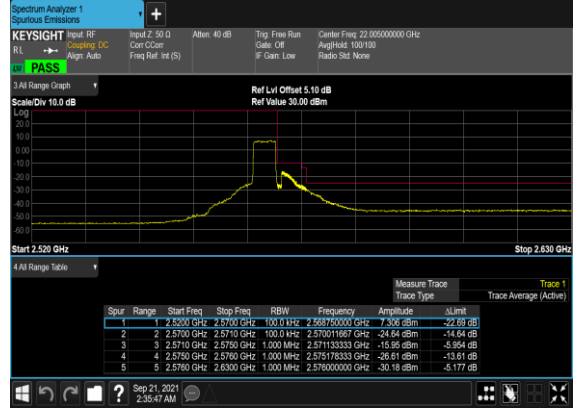 Spectrum Analyzer 1
Spurious Emissions
KEYSIGHT Input: RF Input Z: 50 Ω Atten: 40 dB Trig: Free Run Center Freq: 22.005000000 GHz
RL Coupling: DC Corr CCorr Gate: Off Avg|Hold: 100/100
Align: Auto Freq Ref: Int (S) IF Gain: Low Radio Std: None
LW PASS
3 All Range Graph
Ref Lvl Offset 5.10 dB
Scale/Div 10.0 dB Ref Value 30.00 dBm
Log
20.0
10.0
0.00
-10.0
-20.0
-30.0
-40.0
-50.0
-60.0
Start 2.520 GHz Stop 2.630 GHz
4 All Range Table
Measure Trace Trace 1
Trace Type Trace Average (Active)
Spur Range Start Freq Stop Freq RBW Frequency Amplitude ΔLimit
1 1 2.5200 GHz 2.5700 GHz 100.0 kHz 2.568750000 GHz 7.306 dBm -22.69 dB
2 2 2.5700 GHz 2.5710 GHz 100.0 kHz 2.570011667 GHz -24.64 dBm -14.64 dB
3 3 2.5710 GHz 2.5750 GHz 1.000 MHz 2.571133333 GHz -15.95 dBm -5.954 dB
4 4 2.5750 GHz 2.5760 GHz 1.000 MHz 2.575178333 GHz -26.61 dBm -13.61 dB
5 5 2.5760 GHz 2.6300 GHz 1.000 MHz 2.576000000 GHz -30.18 dBm -5.177 dB
Sep 21, 2021
2:35:47 AM